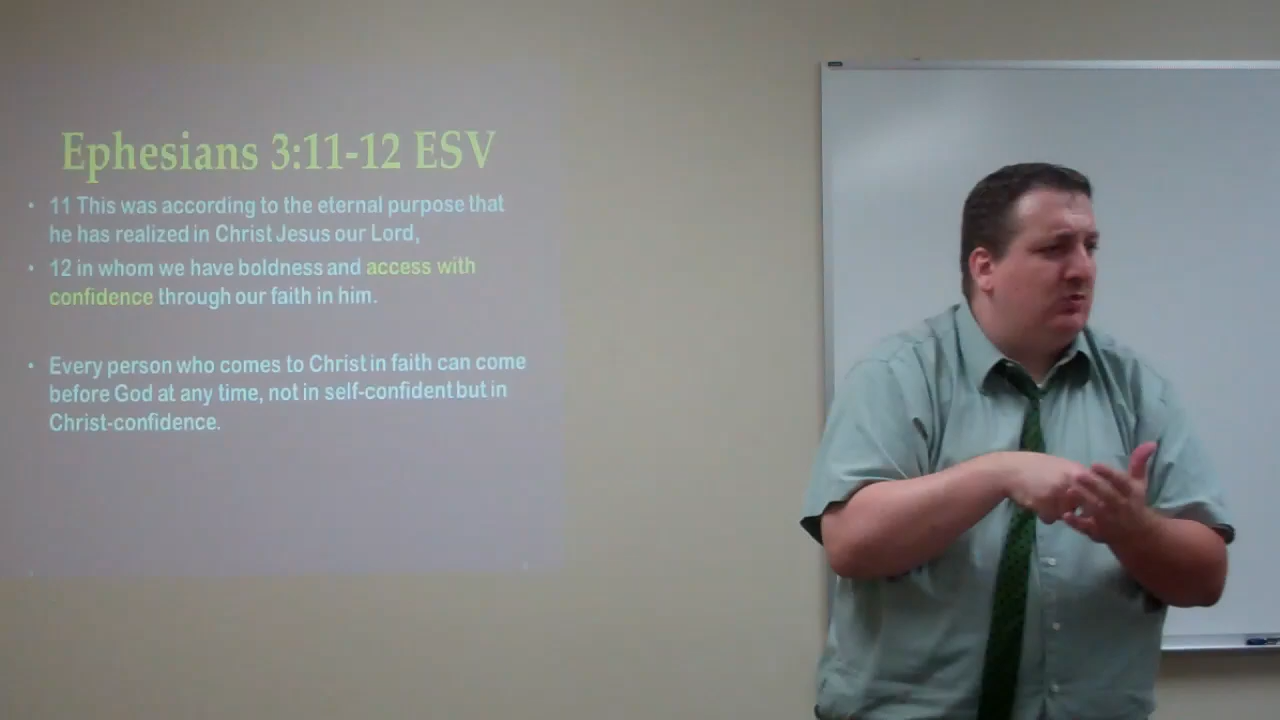 Ephesians 3:11-12 ESV
• 11 This was according to the eternal purpose that
he has realized in Christ Jesus our Lord,
• 12 in whom we have boldness and access with
confidence through our faith in him.
• Every person who comes to Christ in faith can come
before God at any time, not in self-confident but in
Christ-confidence.